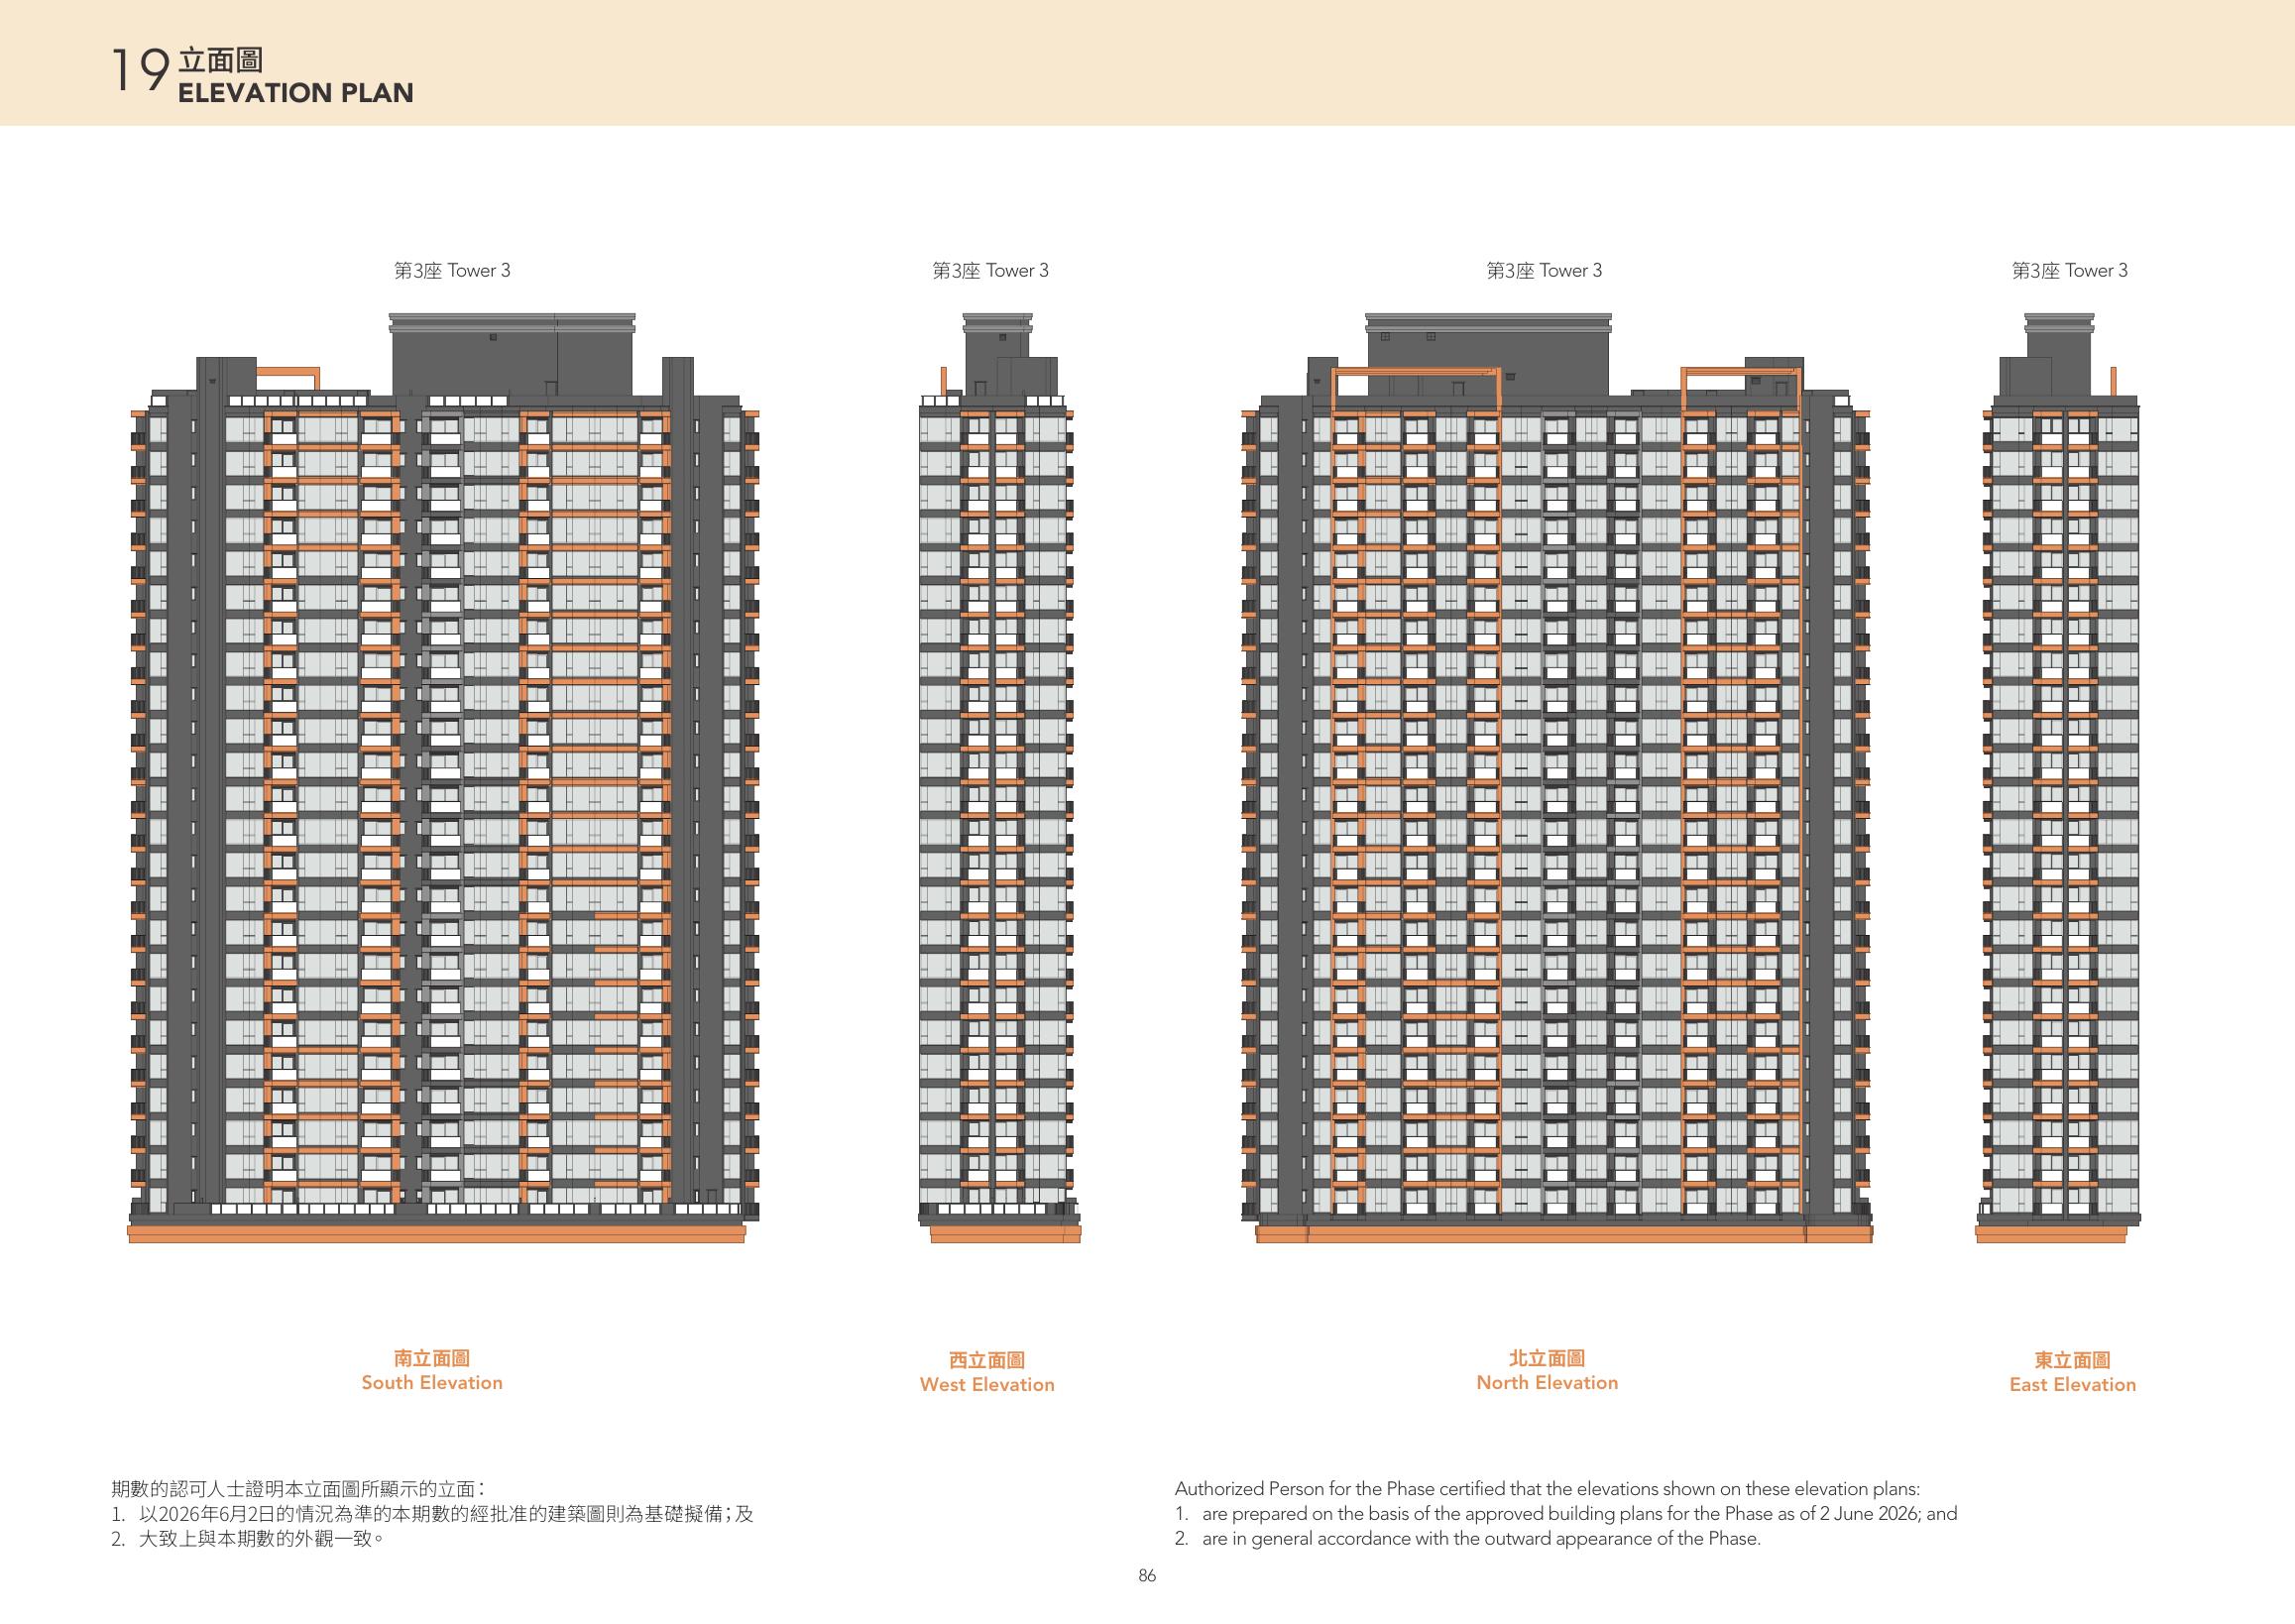 19 立面圖
ELEVATION PLAN
第3座 Tower 3
第3座 Tower 3
第3座 Tower 3
第3座 Tower 3
南立面圖
South Elevation
西立面圖
West Elevation
北立面圖
North Elevation
東立面圖
East Elevation
期數的認可人士證明本立面圖所顯示的立面：
1. 以2026年6月2日的情況為準的本期數的經批准的建築圖則為基礎擬備；及
2. 大致上與本期數的外觀一致。
Authorized Person for the Phase certified that the elevations shown on these elevation plans:
1. are prepared on the basis of the approved building plans for the Phase as of 2 June 2026; and
2. are in general accordance with the outward appearance of the Phase.
86